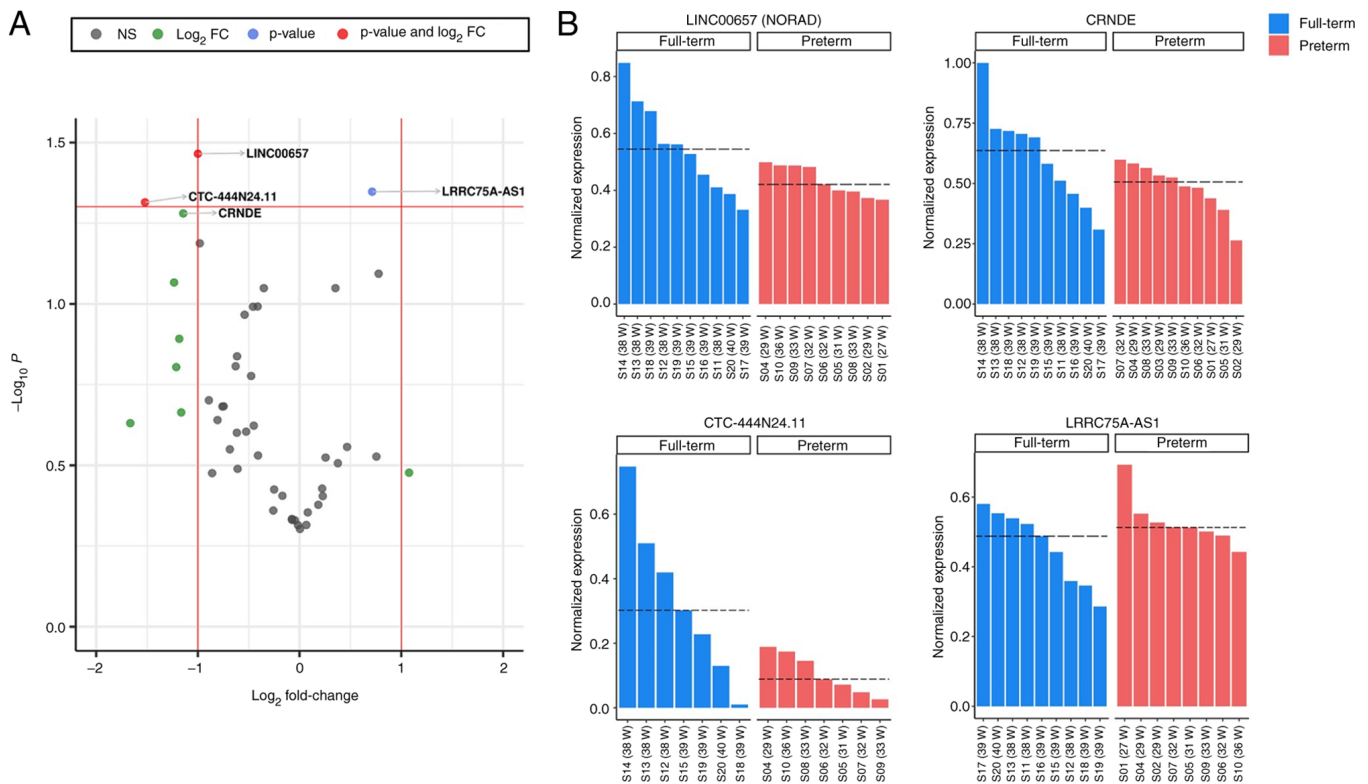 A
NS Log2 FC p-value p-value and log2 FC
1.5
1.0
0.5
0.0
–Log10 P
LINC00657
CTC-444N24.11
CRNDE
LRRC75A-AS1
–2 –1 0 1 2
Log2 fold-change
B
Full-term
Preterm
LINC00657 (NORAD)
Full-term Preterm
Normalized expression
0.8
0.6
0.4
0.2
0.0
S14 (38 W)
S13 (38 W)
S18 (39 W)
S12 (38 W)
S19 (39 W)
S15 (39 W)
S16 (39 W)
S11 (38 W)
S20 (40 W)
S17 (39 W)
S04 (29 W)
S10 (36 W)
S09 (33 W)
S07 (32 W)
S06 (32 W)
S05 (31 W)
S08 (33 W)
S02 (29 W)
S01 (27 W)
CRNDE
Full-term Preterm
Normalized expression
1.00
0.75
0.50
0.25
0.00
S14 (38 W)
S13 (38 W)
S18 (39 W)
S12 (38 W)
S19 (39 W)
S15 (39 W)
S11 (38 W)
S16 (39 W)
S20 (40 W)
S17 (39 W)
S07 (32 W)
S04 (29 W)
S08 (33 W)
S03 (29 W)
S09 (33 W)
S10 (36 W)
S06 (32 W)
S01 (27 W)
S05 (31 W)
S02 (29 W)
CTC-444N24.11
Full-term Preterm
Normalized expression
0.6
0.4
0.2
0.0
S14 (38 W)
S13 (38 W)
S12 (38 W)
S15 (39 W)
S19 (39 W)
S20 (40 W)
S18 (39 W)
S04 (29 W)
S10 (36 W)
S08 (33 W)
S06 (32 W)
S05 (31 W)
S07 (32 W)
S09 (33 W)
LRRC75A-AS1
Full-term Preterm
Normalized expression
0.6
0.4
0.2
0.0
S17 (39 W)
S20 (40 W)
S13 (38 W)
S11 (38 W)
S16 (39 W)
S15 (39 W)
S12 (38 W)
S18 (39 W)
S19 (39 W)
S01 (27 W)
S04 (29 W)
S02 (29 W)
S07 (32 W)
S05 (31 W)
S09 (33 W)
S06 (32 W)
S10 (36 W)